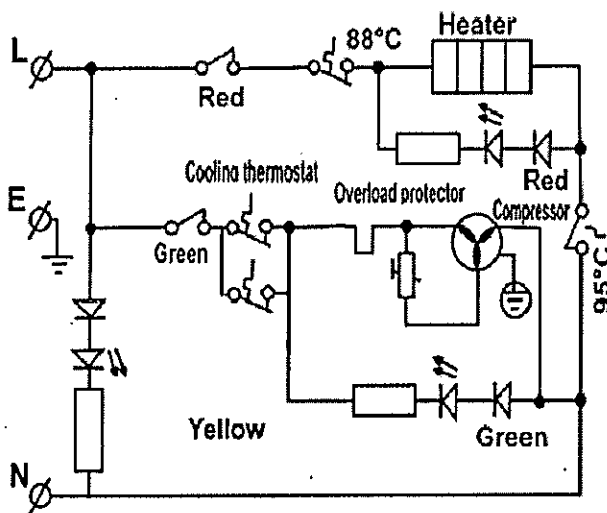 88°C Heater
L
Red
Red
Cooling thermostat
E
Overload protector
Compressor
Green
95°C
Yellow
Green
N